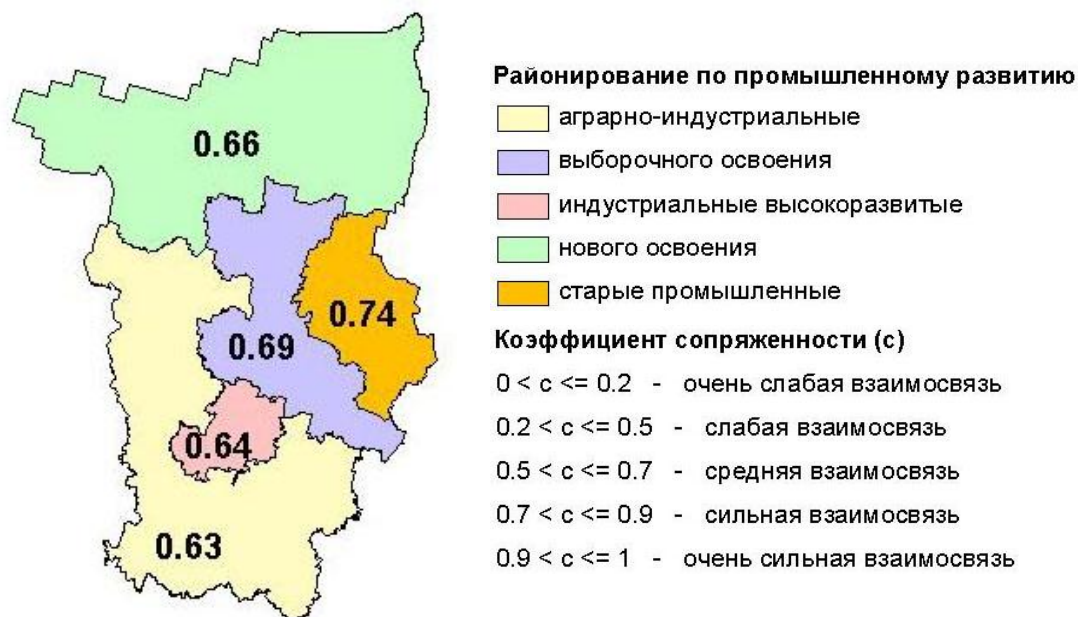 Районирование по промышленному развитию
аграрно-индустриальные
выборочного освоения
индустриальные высокоразвитые
нового освоения
старые промышленные
Коэффициент сопряженности (с)
0 < c <= 0.2 - очень слабая взаимосвязь
0.2 < c <= 0.5 - слабая взаимосвязь
0.5 < c <= 0.7 - средняя взаимосвязь
0.7 < c <= 0.9 - сильная взаимосвязь
0.9 < c <= 1 - очень сильная взаимосвязь
0.66
0.74
0.69
0.64
0.63